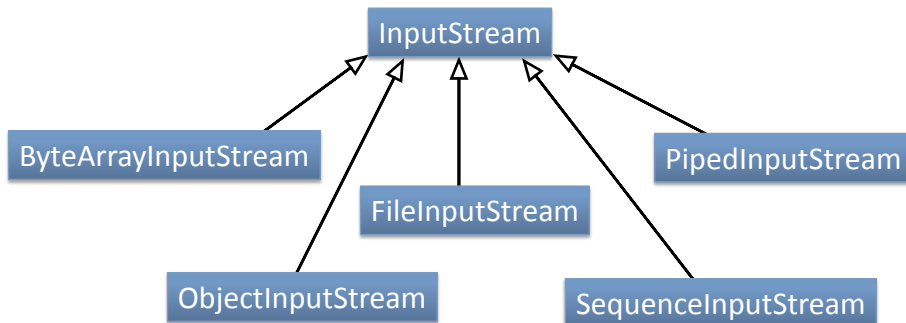 InputStream
ByteArrayInputStream
PipedInputStream
FileInputStream
ObjectInputStream
SequenceInputStream